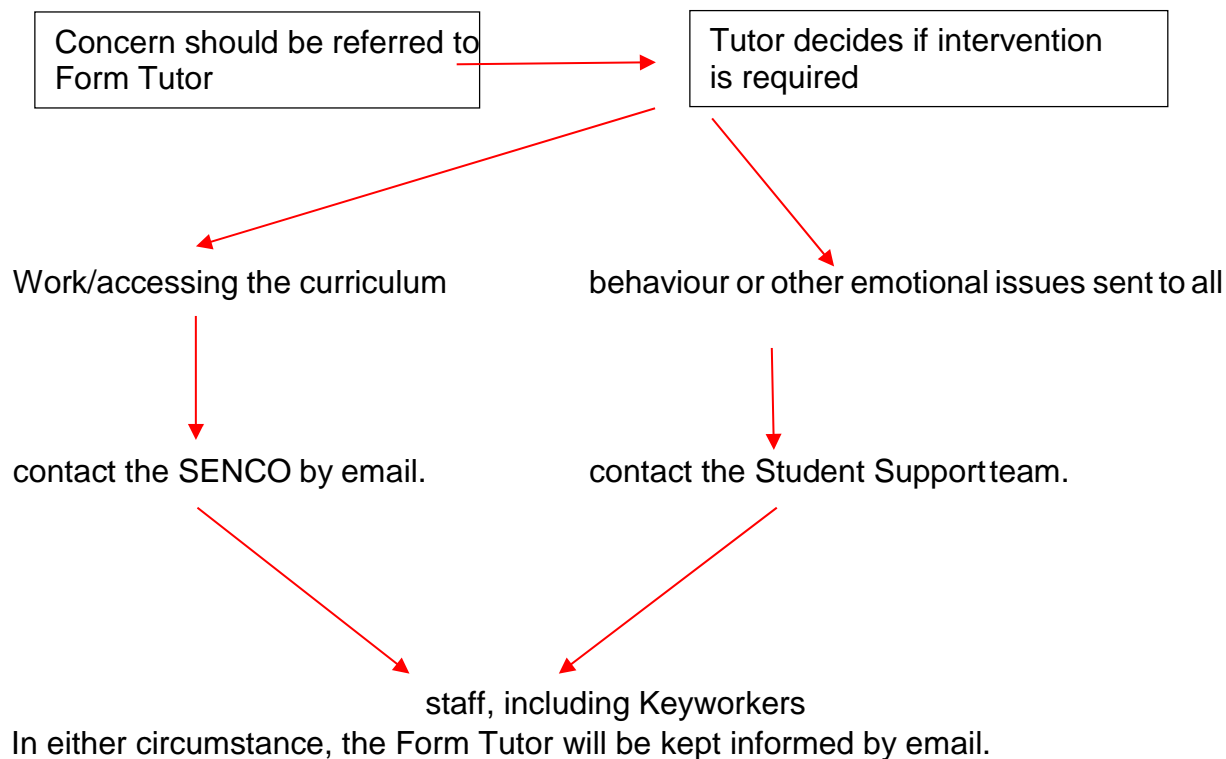 Concern should be referred to
Form Tutor
Tutor decides if intervention
is required
Work/accessing the curriculum
behaviour or other emotional issues sent to all
contact the SENCO by email.
contact the Student Support team.
staff, including Keyworkers
In either circumstance, the Form Tutor will be kept informed by email.